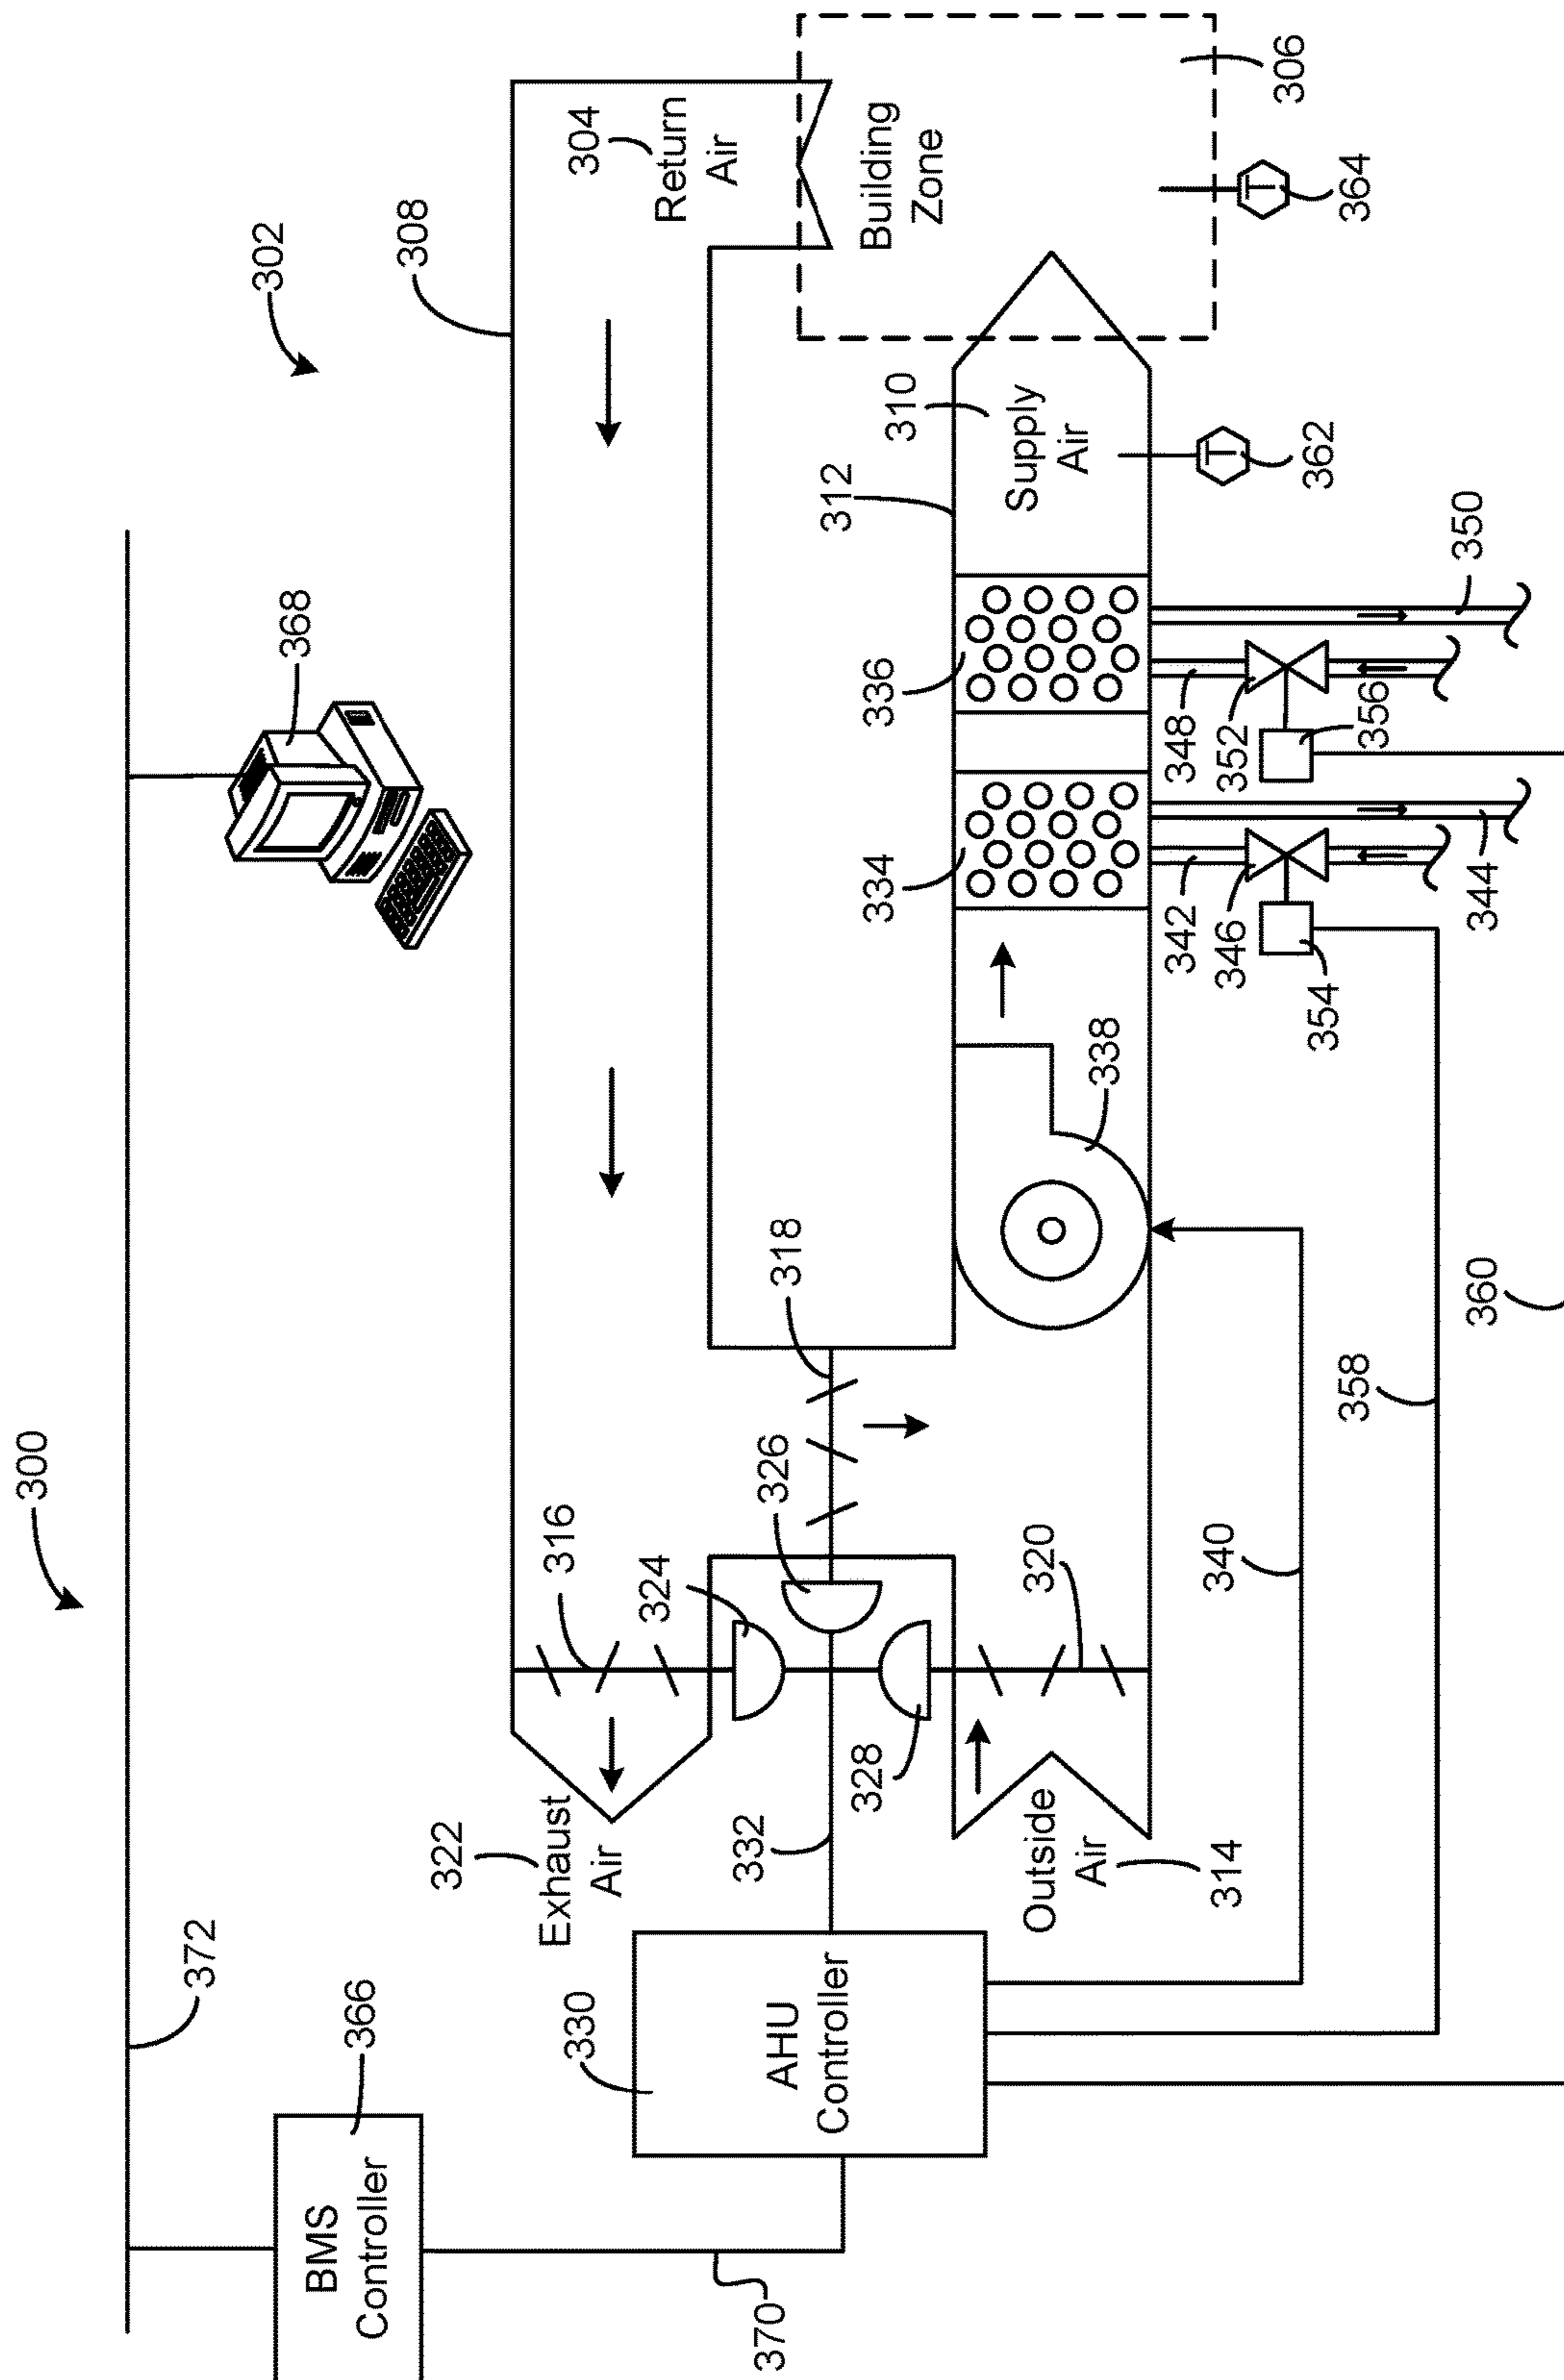 300
302
372
366
BMS
Controller
368
370
308
304
Return
Air
306
Building
Zone
364
322
Exhaust
Air
316
324
326
318
330
AHU
Controller
332
328
320
Outside
Air
314
338
334
336
312
310
Supply
Air
362
342
346
354
344
348
352
356
350
340
358
360